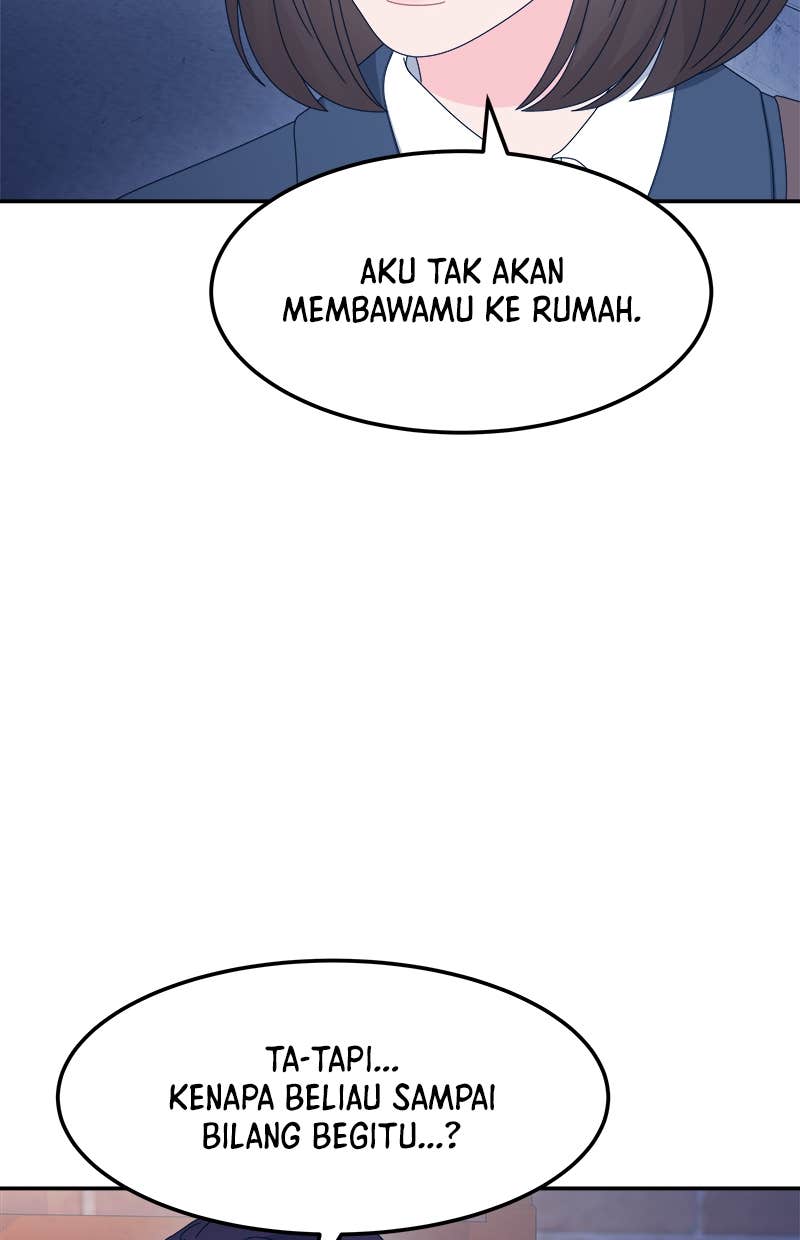 AKU TAK AKAN
MEMBAWAMU KE RUMAH.
TA-TAPI...
KENAPA BELIAU SAMPAI
BILANG BEGITU...?